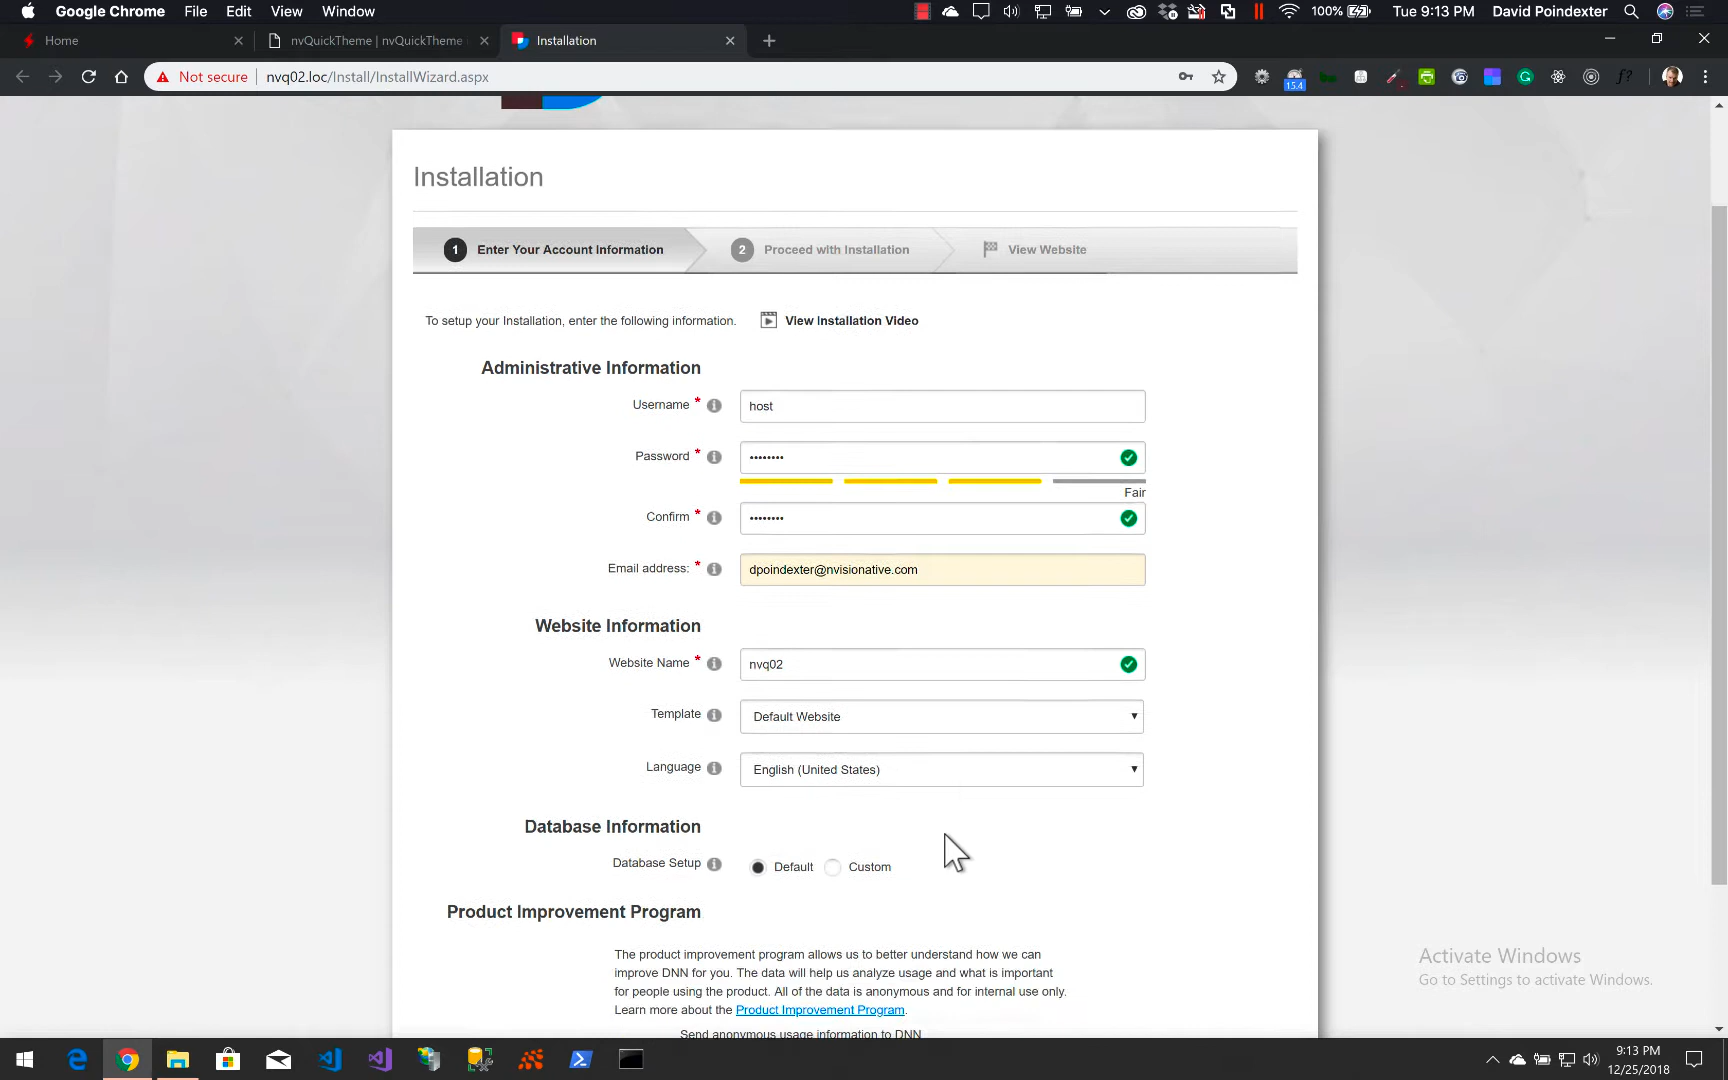 Google Chrome File Edit View Window 100% Tue 9:13 PM David Poindexter
Home nvQuickTheme | nvQuickTheme Installation
Not secure nvq02.loc/Install/InstallWizard.aspx 15.4 f?
Installation
1 Enter Your Account Information 2 Proceed with Installation View Website
To setup your Installation, enter the following information. View Installation Video
Administrative Information
Username * host
Password * ••••••••
Fair
Confirm * ••••••••
Email address: * dpoindexter@nvisionative.com
Website Information
Website Name * nvq02
Template Default Website
Language English (United States)
Database Information
Database Setup Default Custom
Product Improvement Program
The product improvement program allows us to better understand how we can
improve DNN for you. The data will help us analyze usage and what is important
for people using the product. All of the data is anonymous and for internal use only.
Learn more about the Product Improvement Program.
Send anonymous usage information to DNN
Activate Windows
Go to Settings to activate Windows.
9:13 PM
12/25/2018